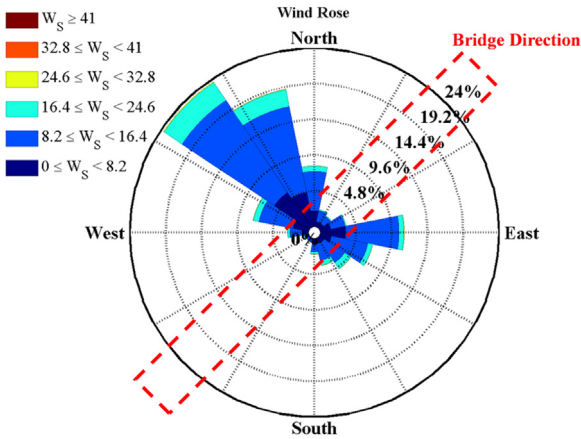 Wind Rose
W_S ≥ 41
32.8 ≤ W_S < 41
24.6 ≤ W_S < 32.8
16.4 ≤ W_S < 24.6
8.2 ≤ W_S < 16.4
0 ≤ W_S < 8.2
North
Bridge Direction
24%
19.2%
14.4%
9.6%
4.8%
0%
West
East
South